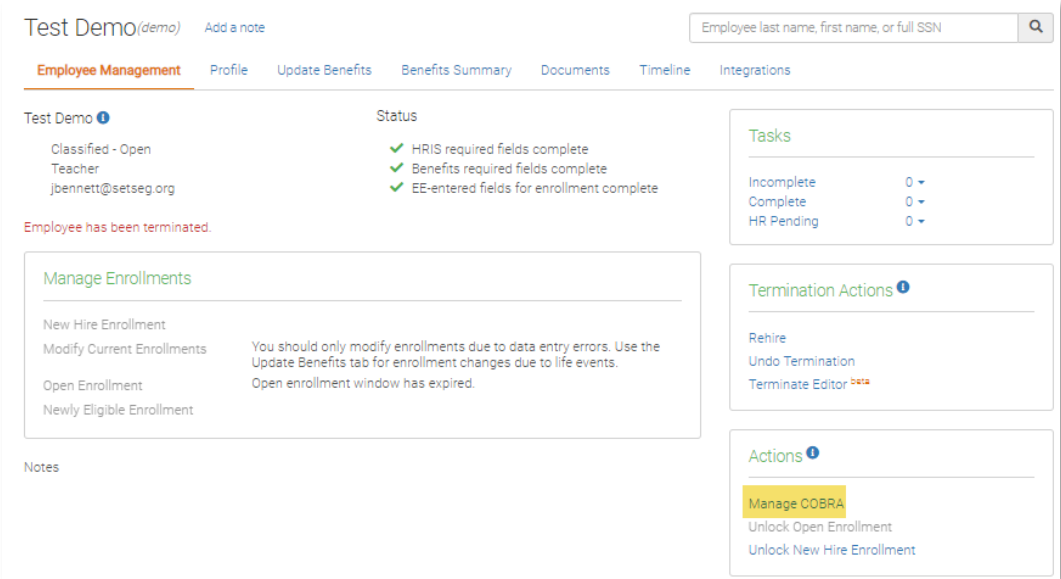 Test Demo(demo) Add a note
Employee last name, first name, or full SSN
Employee Management Profile Update Benefits Benefits Summary Documents Timeline Integrations
Test Demo
Classified - Open
Teacher
jbennett@setseg.org
Status
HRIS required fields complete
Benefits required fields complete
EE-entered fields for enrollment complete
Employee has been terminated.
Manage Enrollments
New Hire Enrollment
Modify Current Enrollments You should only modify enrollments due to data entry errors. Use the
Update Benefits tab for enrollment changes due to life events.
Open Enrollment Open enrollment window has expired.
Newly Eligible Enrollment
Notes
Tasks
Incomplete 0
Complete 0
HR Pending 0
Termination Actions
Rehire
Undo Termination
Terminate Editor beta
Actions
Manage COBRA
Unlock Open Enrollment
Unlock New Hire Enrollment